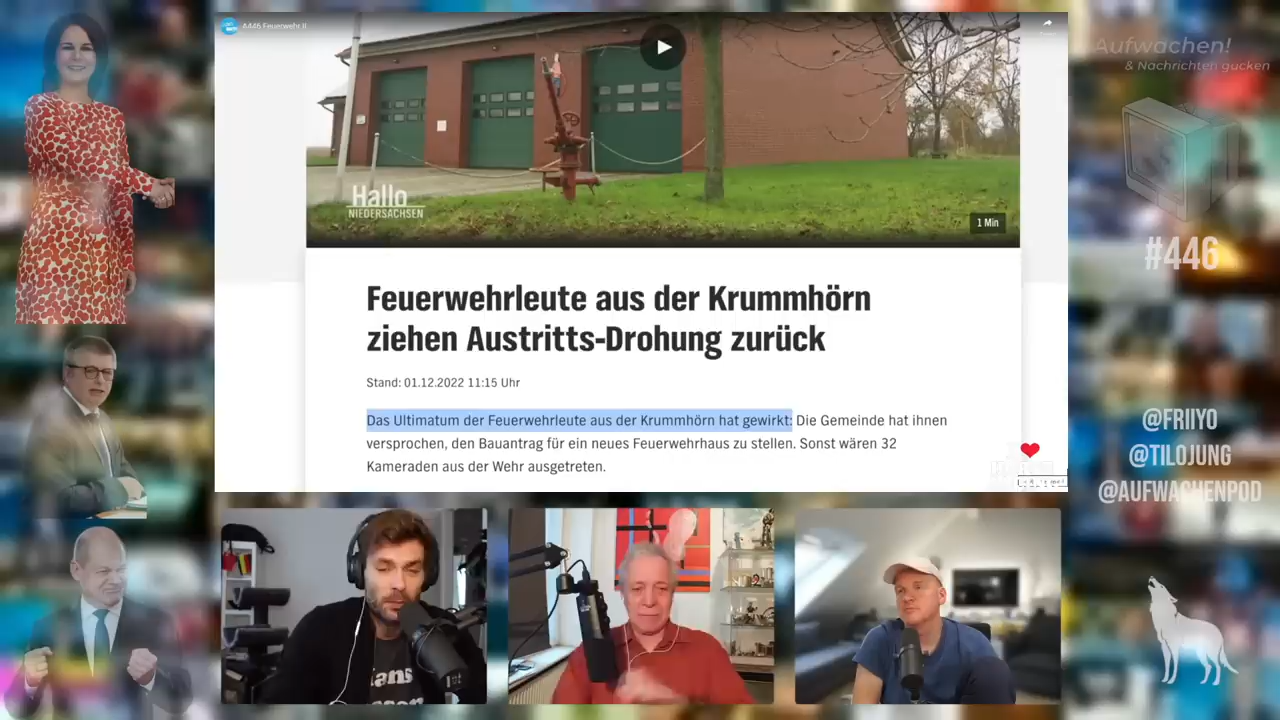 A446 Feuerwehr II
Aufwachen!
& Nachrichten gucken
#446
Hallo
NIEDERSACHSEN
1 Min
Feuerwehrleute aus der Krummhörn
ziehen Austritts-Drohung zurück
Stand: 01.12.2022 11:15 Uhr
Das Ultimatum der Feuerwehrleute aus der Krummhörn hat gewirkt: Die Gemeinde hat ihnen
versprochen, den Bauantrag für ein neues Feuerwehrhaus zu stellen. Sonst wären 32
Kameraden aus der Wehr ausgetreten.
@FRIIYO
@TILOJUNG
@AUFWACHENPOD